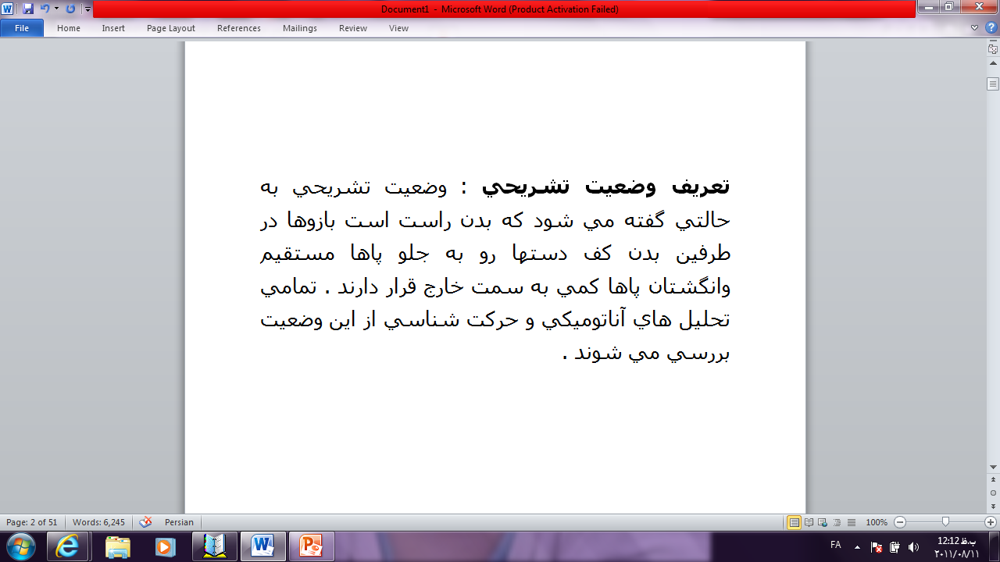 Document1 - Microsoft Word (Product Activation Failed)
File Home Insert Page Layout References Mailings Review View
تعريف وضعيت تشريحي : وضعيت تشريحي به
حالتي گفته مي شود كه بدن راست است بازوها در
طرفين بدن كف دستها رو به جلو پاها مستقيم
وانگشتان پاها كمي به سمت خارج قرار دارند . تمامي
تحليل هاي آناتوميكي و حركت شناسي از اين وضعيت
بررسي مي شوند .
Page: 2 of 51 Words: 6,245 Persian 100%
FA 12:12 ب.ظ
۲۰۱۱/۰۸/۱۱